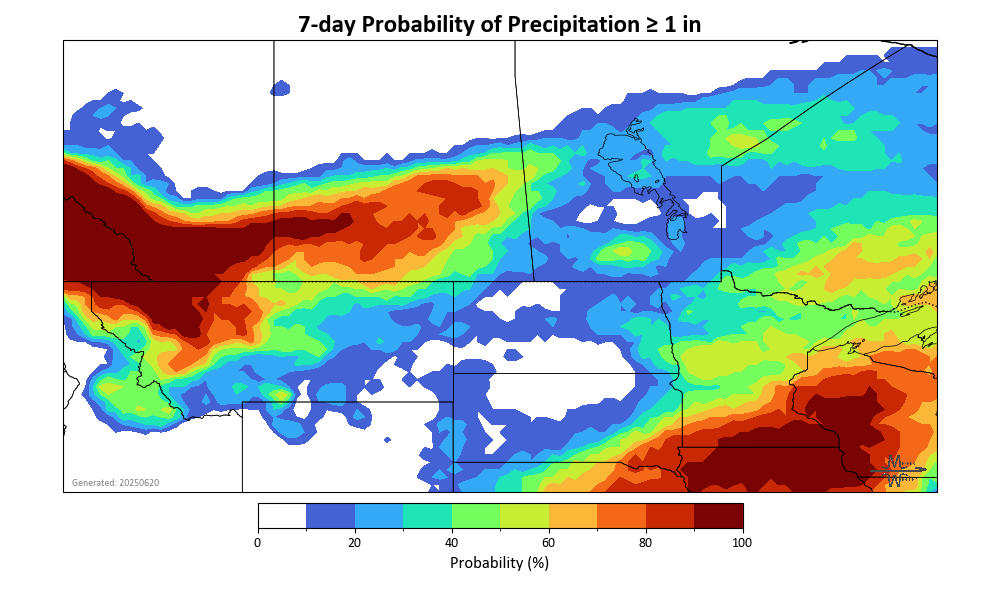 7-day Probability of Precipitation ≥ 1 in
Generated: 20250620
0 20 40 60 80 100
Probability (%)